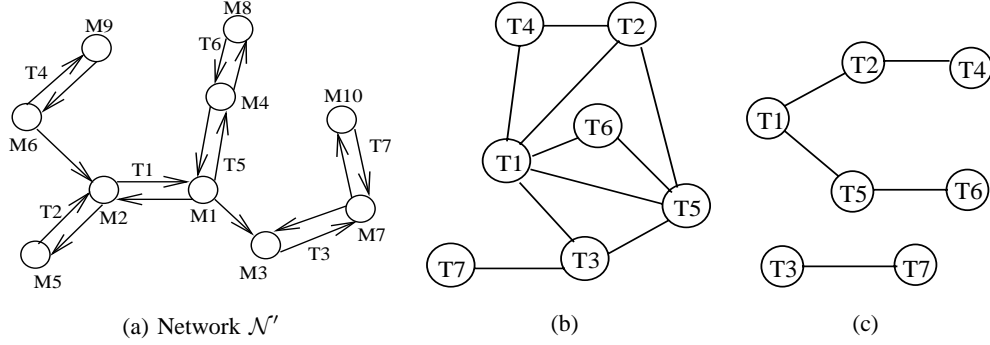 M9
T4
M6
M8
T6
M4
M10
T7
T5
T1
M2
M1
T2
M5
M3
T3
M7
(a) Network 𝒩′
T4
T2
T6
T1
T5
T3
T7
(b)
T2
T4
T1
T5
T6
T3
T7
(c)